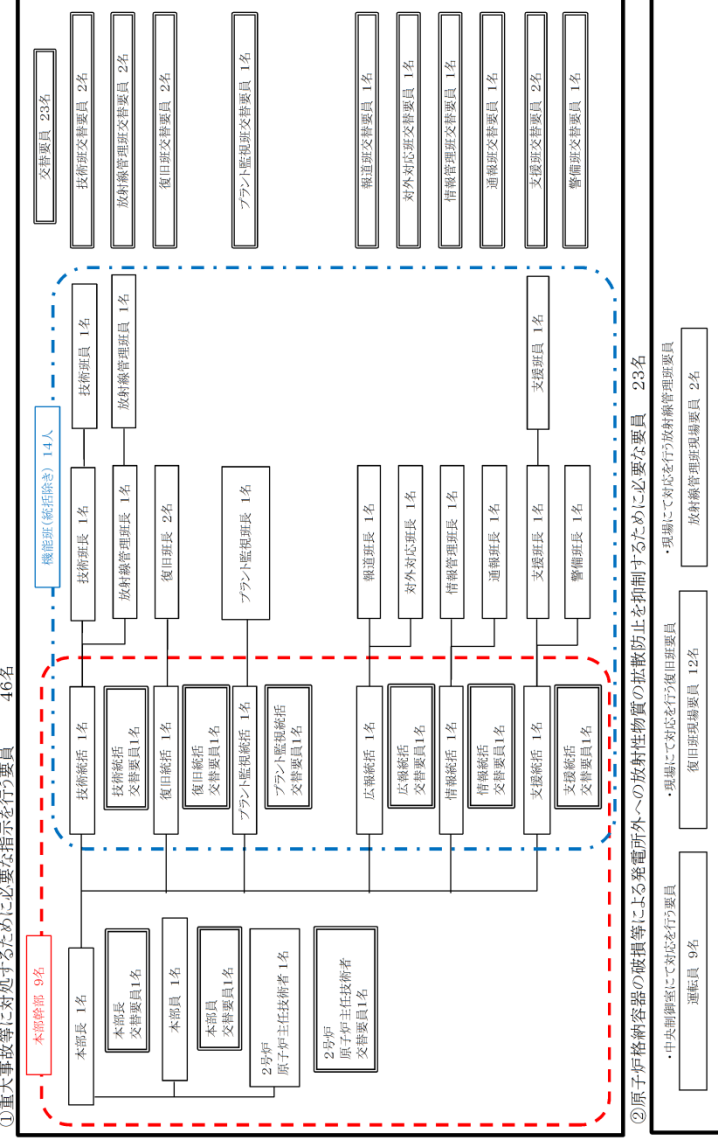 ①重大事故等に対処するために必要な指示を行う要員　46名
本部幹部 9名
機能班(統括除き) 14人
交替要員 23名
本部長 1名
本部長
交替要員1名
本部員 1名
本部員
交替要員1名
2号炉
原子炉主任技術者 1名
2号炉
原子炉主任技術者
交替要員1名
技術統括 1名
技術統括
交替要員1名
復旧統括 1名
復旧統括
交替要員1名
プラント監視統括 1名
プラント監視統括
交替要員1名
広報統括 1名
広報統括
交替要員1名
情報統括 1名
情報統括
交替要員1名
支援統括 1名
支援統括
交替要員1名
技術班長 1名
放射線管理班長 1名
復旧班長 2名
プラント監視班長 1名
報道班長 1名
対外対応班長 1名
情報管理班長 1名
通報班長 1名
支援班長 1名
警備班長 1名
技術班員 1名
放射線管理班員 1名
支援班員 1名
技術班交替要員 2名
放射線管理班交替要員 2名
復旧班交替要員 2名
プラント監視班交替要員 1名
報道班交替要員 1名
対外対応班交替要員 1名
情報管理班交替要員 1名
通報班交替要員 1名
支援班交替要員 2名
警備班交替要員 1名
②原子炉格納容器の破損等による発電所外への放射性物質の拡散防止を抑制するために必要な要員　23名
・中央制御室にて対応を行う要員
運転員 9名
・現場にて対応を行う復旧班要員
復旧班現場要員 12名
・現場にて対応を行う放射線管理班要員
放射線管理班現場要員 2名